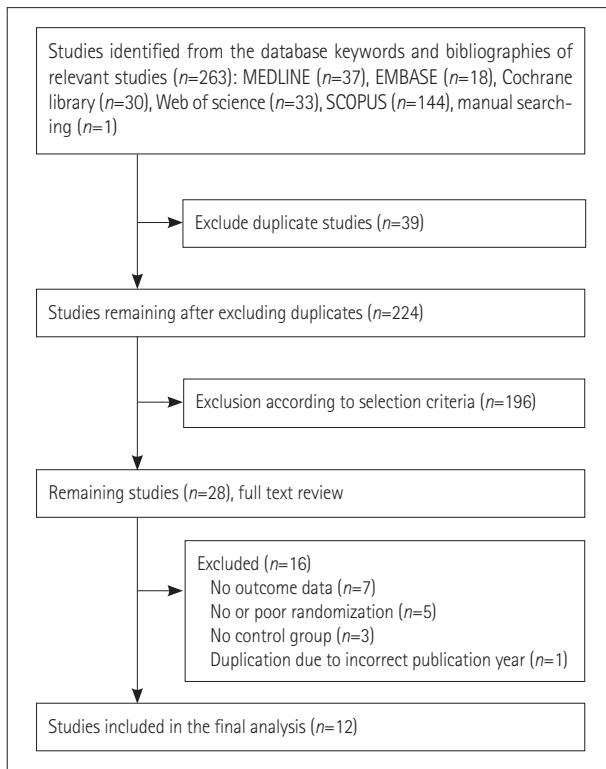 Studies identified from the database keywords and bibliographies of
relevant studies (n=263): MEDLINE (n=37), EMBASE (n=18), Cochrane
library (n=30), Web of science (n=33), SCOPUS (n=144), manual search-
ing (n=1)
Exclude duplicate studies (n=39)
Studies remaining after excluding duplicates (n=224)
Exclusion according to selection criteria (n=196)
Remaining studies (n=28), full text review
Excluded (n=16)
No outcome data (n=7)
No or poor randomization (n=5)
No control group (n=3)
Duplication due to incorrect publication year (n=1)
Studies included in the final analysis (n=12)